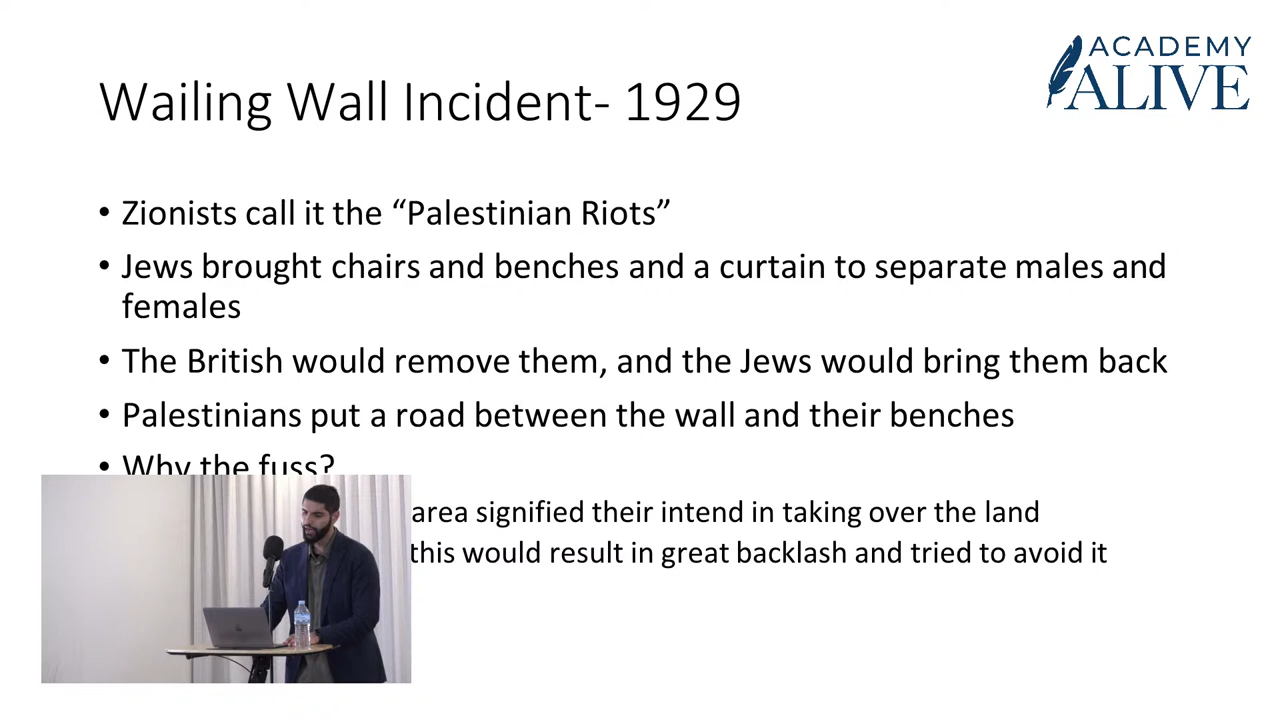 ACADEMY
ALIVE
Wailing Wall Incident- 1929
• Zionists call it the “Palestinian Riots”
• Jews brought chairs and benches and a curtain to separate males and
females
• The British would remove them, and the Jews would bring them back
• Palestinians put a road between the wall and their benches
• Why the fuss?
area signified their intend in taking over the land
this would result in great backlash and tried to avoid it